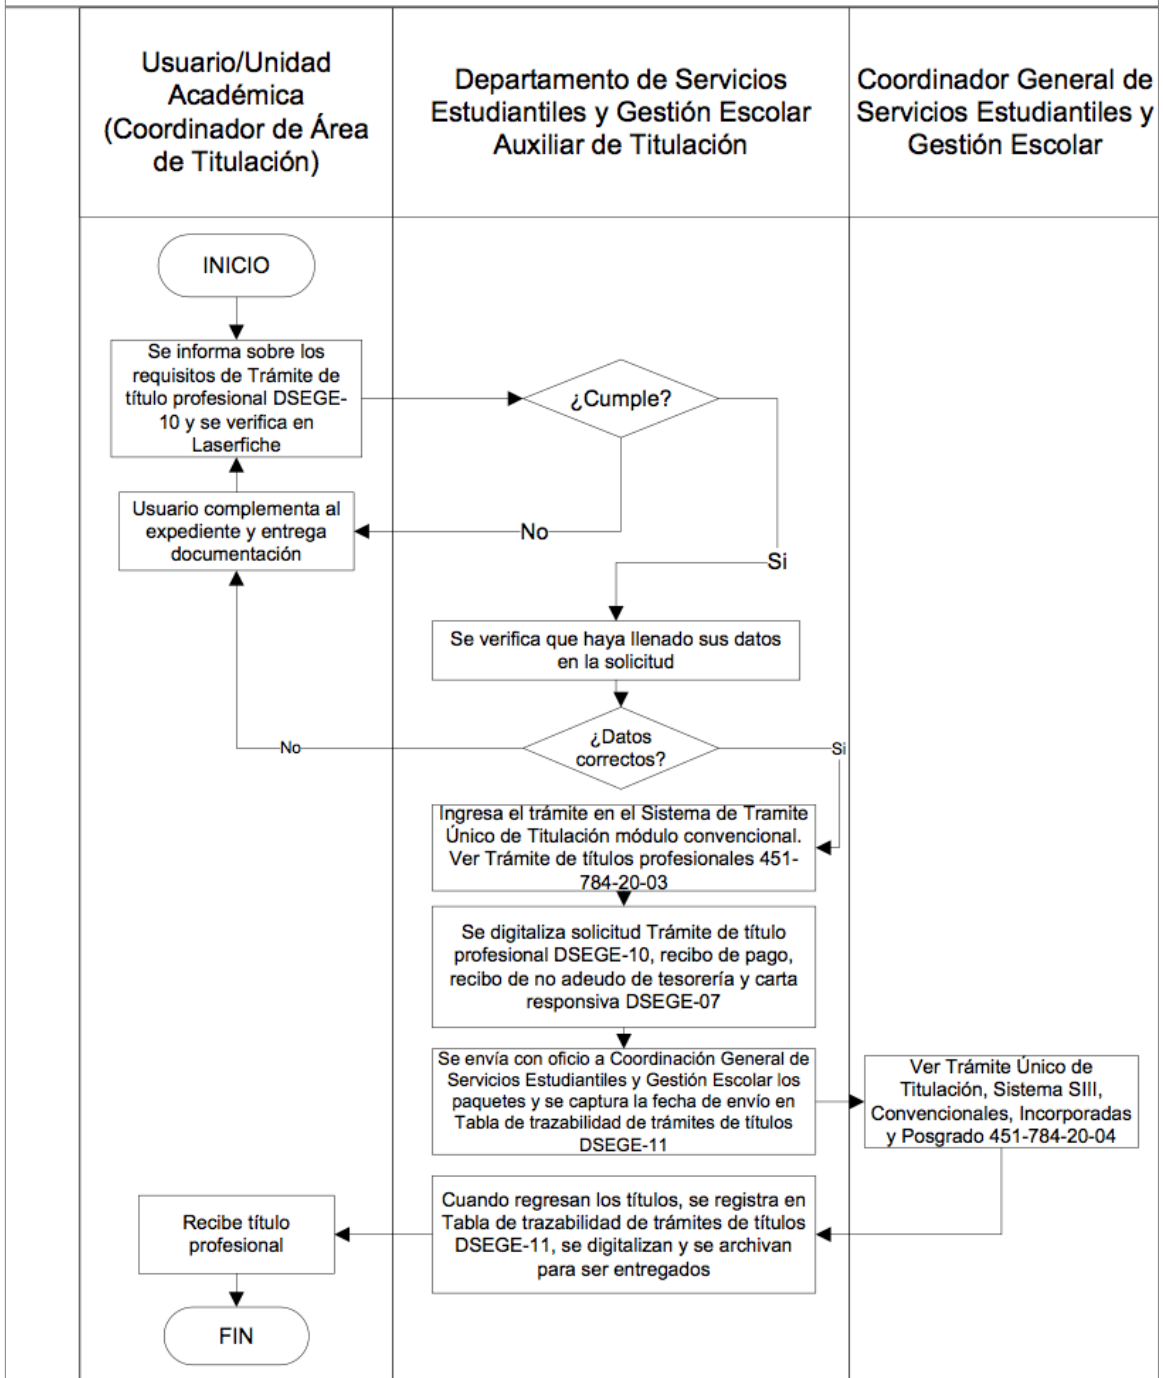 Usuario/Unidad
Académica
(Coordinador de Área
de Titulación)
Departamento de Servicios
Estudiantiles y Gestión Escolar
Auxiliar de Titulación
Coordinador General de
Servicios Estudiantiles y
Gestión Escolar
INICIO
Se informa sobre los
requisitos de Trámite de
título profesional DSEGE-
10 y se verifica en
Laserfiche
¿Cumple?
Usuario complementa al
expediente y entrega
documentación
No
Si
Se verifica que haya llenado sus datos
en la solicitud
¿Datos
correctos?
No
Si
Ingresa el trámite en el Sistema de Tramite
Único de Titulación módulo convencional.
Ver Trámite de títulos profesionales 451-
784-20-03
Se digitaliza solicitud Trámite de título
profesional DSEGE-10, recibo de pago,
recibo de no adeudo de tesorería y carta
responsiva DSEGE-07
Se envía con oficio a Coordinación General de
Servicios Estudiantiles y Gestión Escolar los
paquetes y se captura la fecha de envío en
Tabla de trazabilidad de trámites de títulos
DSEGE-11
Ver Trámite Único de
Titulación, Sistema SIII,
Convencionales, Incorporadas
y Posgrado 451-784-20-04
Cuando regresan los títulos, se registra en
Tabla de trazabilidad de trámites de títulos
DSEGE-11, se digitalizan y se archivan
para ser entregados
Recibe título
profesional
FIN